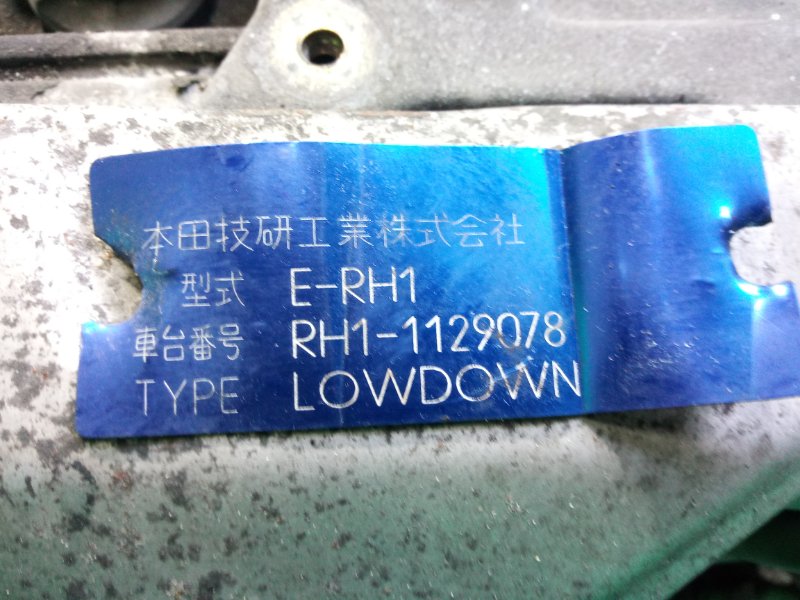 本田技研工業株式会社
型式 E-RH1
車台番号 RH1-1129078
TYPE LOWDOWN